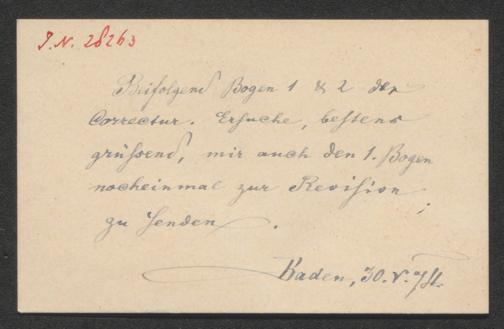 J.N. 28263
Beifolgend Bogen 1 & 2 der
Correctur. Ersuche, bestens
grüßend, mir auch den 1. Bogen
nocheinmal zur Revision
zu senden.
Baden, 30. V.